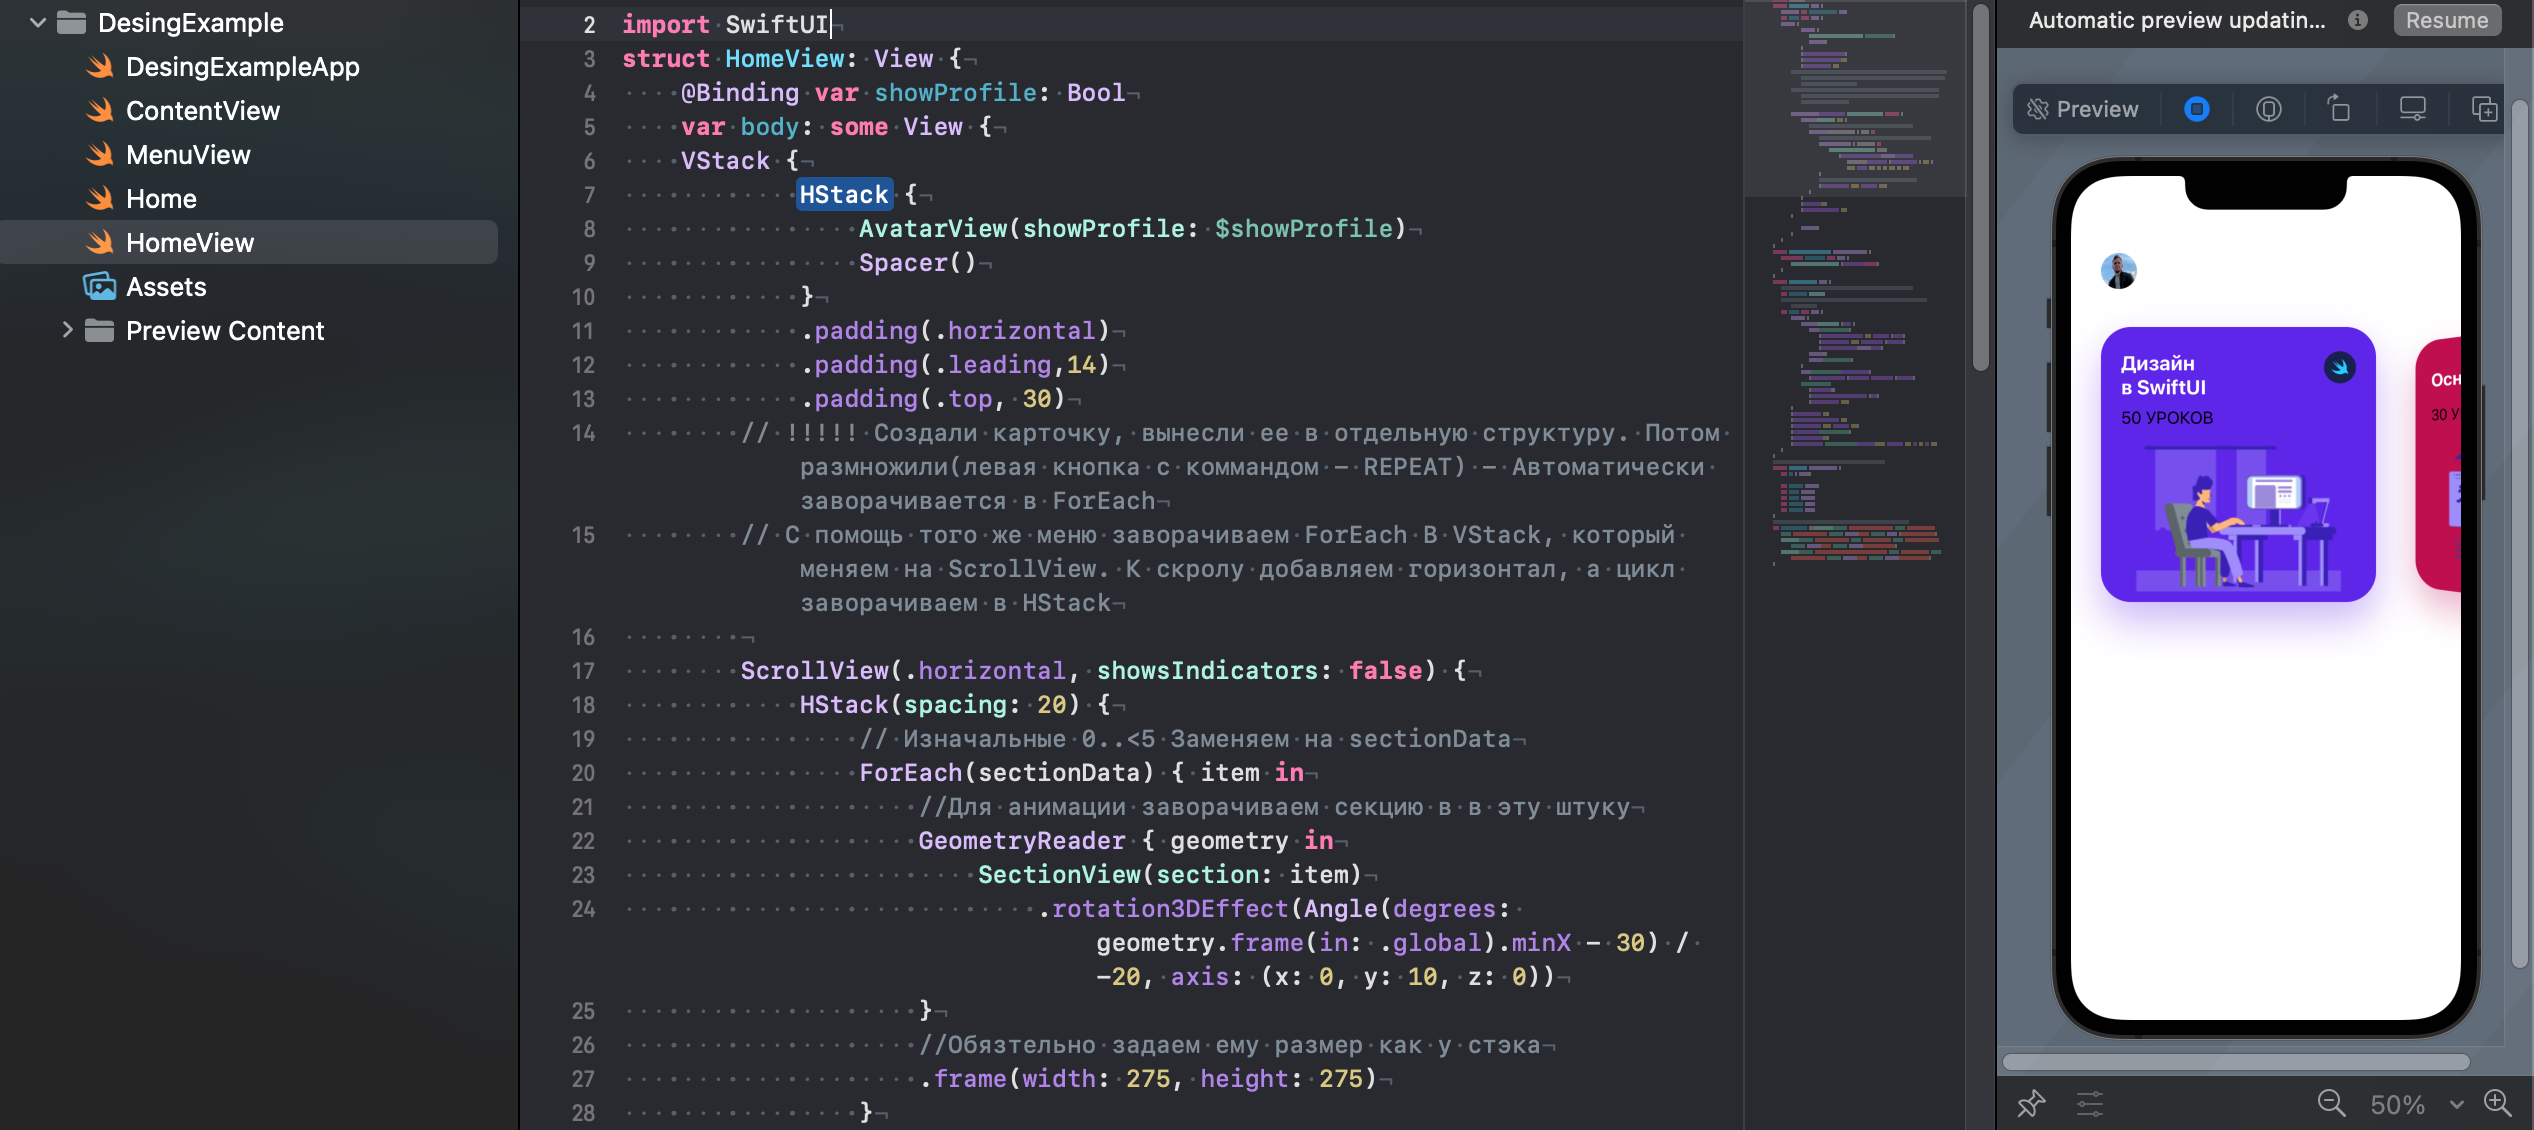 DesingExample
DesingExampleApp
ContentView
MenuView
Home
HomeView
Assets
Preview Content
2 import SwiftUI
3 struct HomeView: View {
4 @Binding var showProfile: Bool
5 var body: some View {
6 VStack {
7 HStack {
8 AvatarView(showProfile: $showProfile)
9 Spacer()
10 }
11 .padding(.horizontal)
12 .padding(.leading,14)
13 .padding(.top, 30)
14 // !!!!! Создали карточку, вынесли ее в отдельную структуру. Потом
размножили(левая кнопка с коммандом — REPEAT) — Автоматически
заворачивается в ForEach
15 // С помощь того же меню заворачиваем ForEach В VStack, который
меняем на ScrollView. К скролу добавляем горизонтал, а цикл
заворачиваем в HStack
16
17 ScrollView(.horizontal, showsIndicators: false) {
18 HStack(spacing: 20) {
19 // Изначальные 0..<5 Заменяем на sectionData
20 ForEach(sectionData) { item in
21 //Для анимации заворачиваем секцию в в эту штуку
22 GeometryReader { geometry in
23 SectionView(section: item)
24 .rotation3DEffect(Angle(degrees:
geometry.frame(in: .global).minX - 30) /
-20, axis: (x: 0, y: 10, z: 0))
25 }
26 //Обязтельно задаем ему размер как у стэка
27 .frame(width: 275, height: 275)
28 }
Automatic preview updatin... Resume
Preview
Дизайн
в SwiftUI
50 УРОКОВ
Осн
30 У
50%